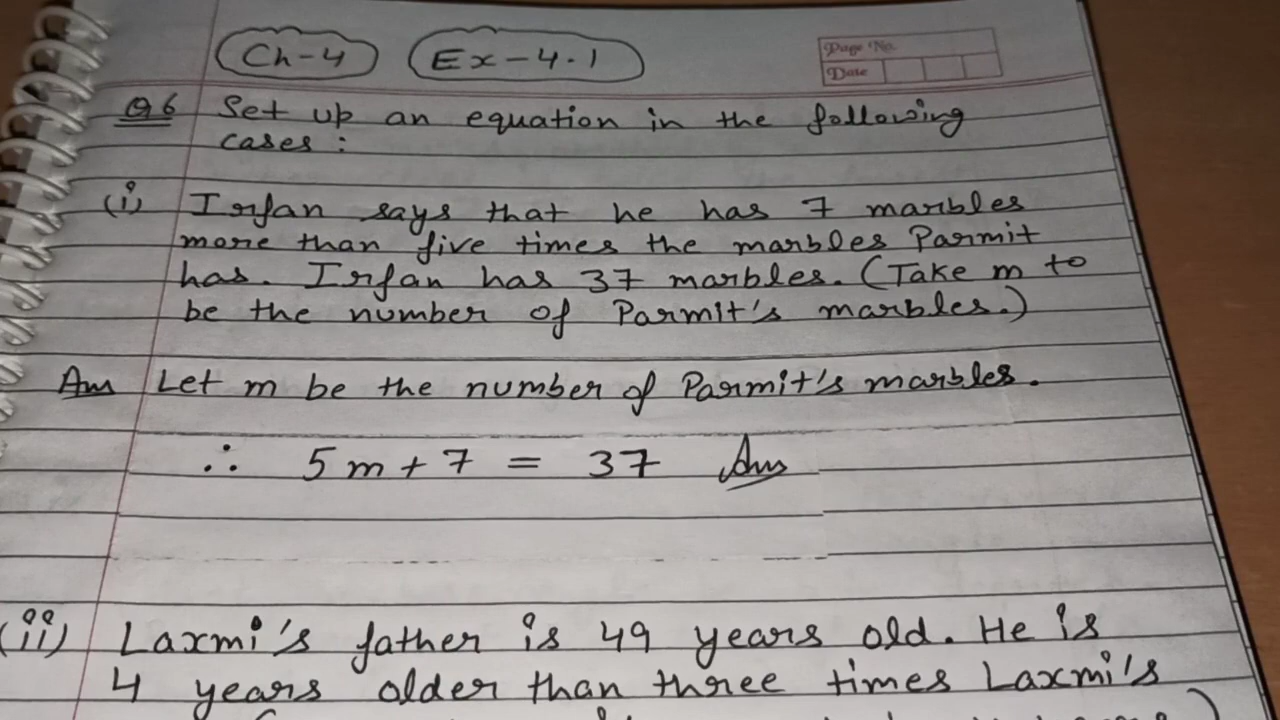 Ch-4 Ex-4.1
Page No.
Date
Q6 Set up an equation in the following
cases:
(i) Irfan says that he has 7 marbles
more than five times the marbles Parmit
has. Irfan has 37 marbles. (Take m to
be the number of Parmit's marbles.)
Ans Let m be the number of Parmit's marbles.
∴ 5m+7 = 37 Ans
(ii) Laxmi's father is 49 years old. He is
4 years older than three times Laxmi's